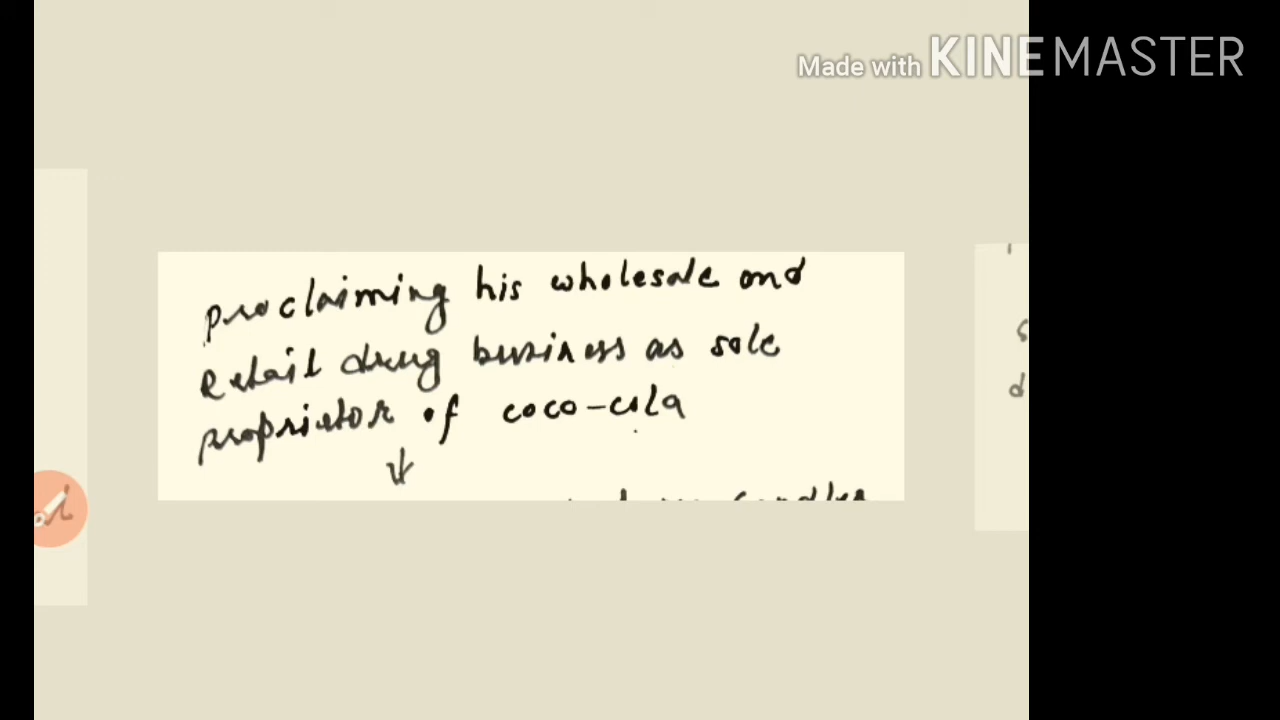 Made with KINEMASTER
proclaiming his wholesale and
retail drug business as sole
proprietor of coco-cola